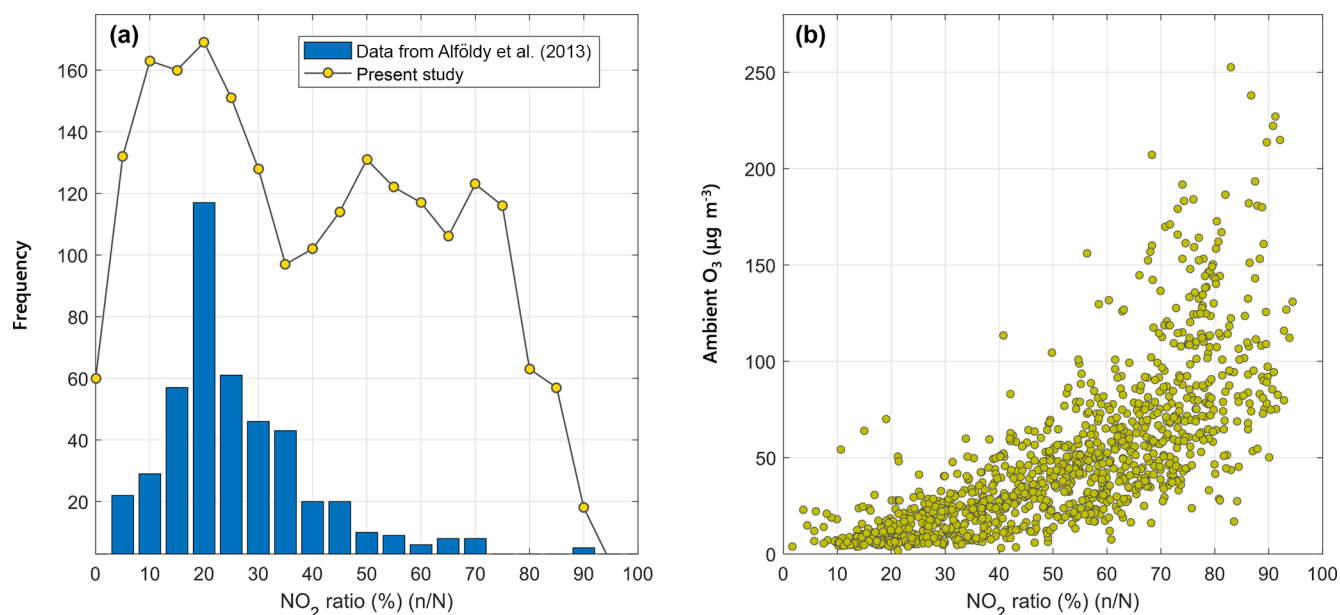 (a)
Data from Alföldy et al. (2013)
Present study
160
140
120
100
80
60
40
20
Frequency
0 10 20 30 40 50 60 70 80 90 100
NO2 ratio (%) (n/N)
(b)
250
200
150
100
50
0
Ambient O3 (µg m-3)
0 10 20 30 40 50 60 70 80 90 100
NO2 ratio (%) (n/N)